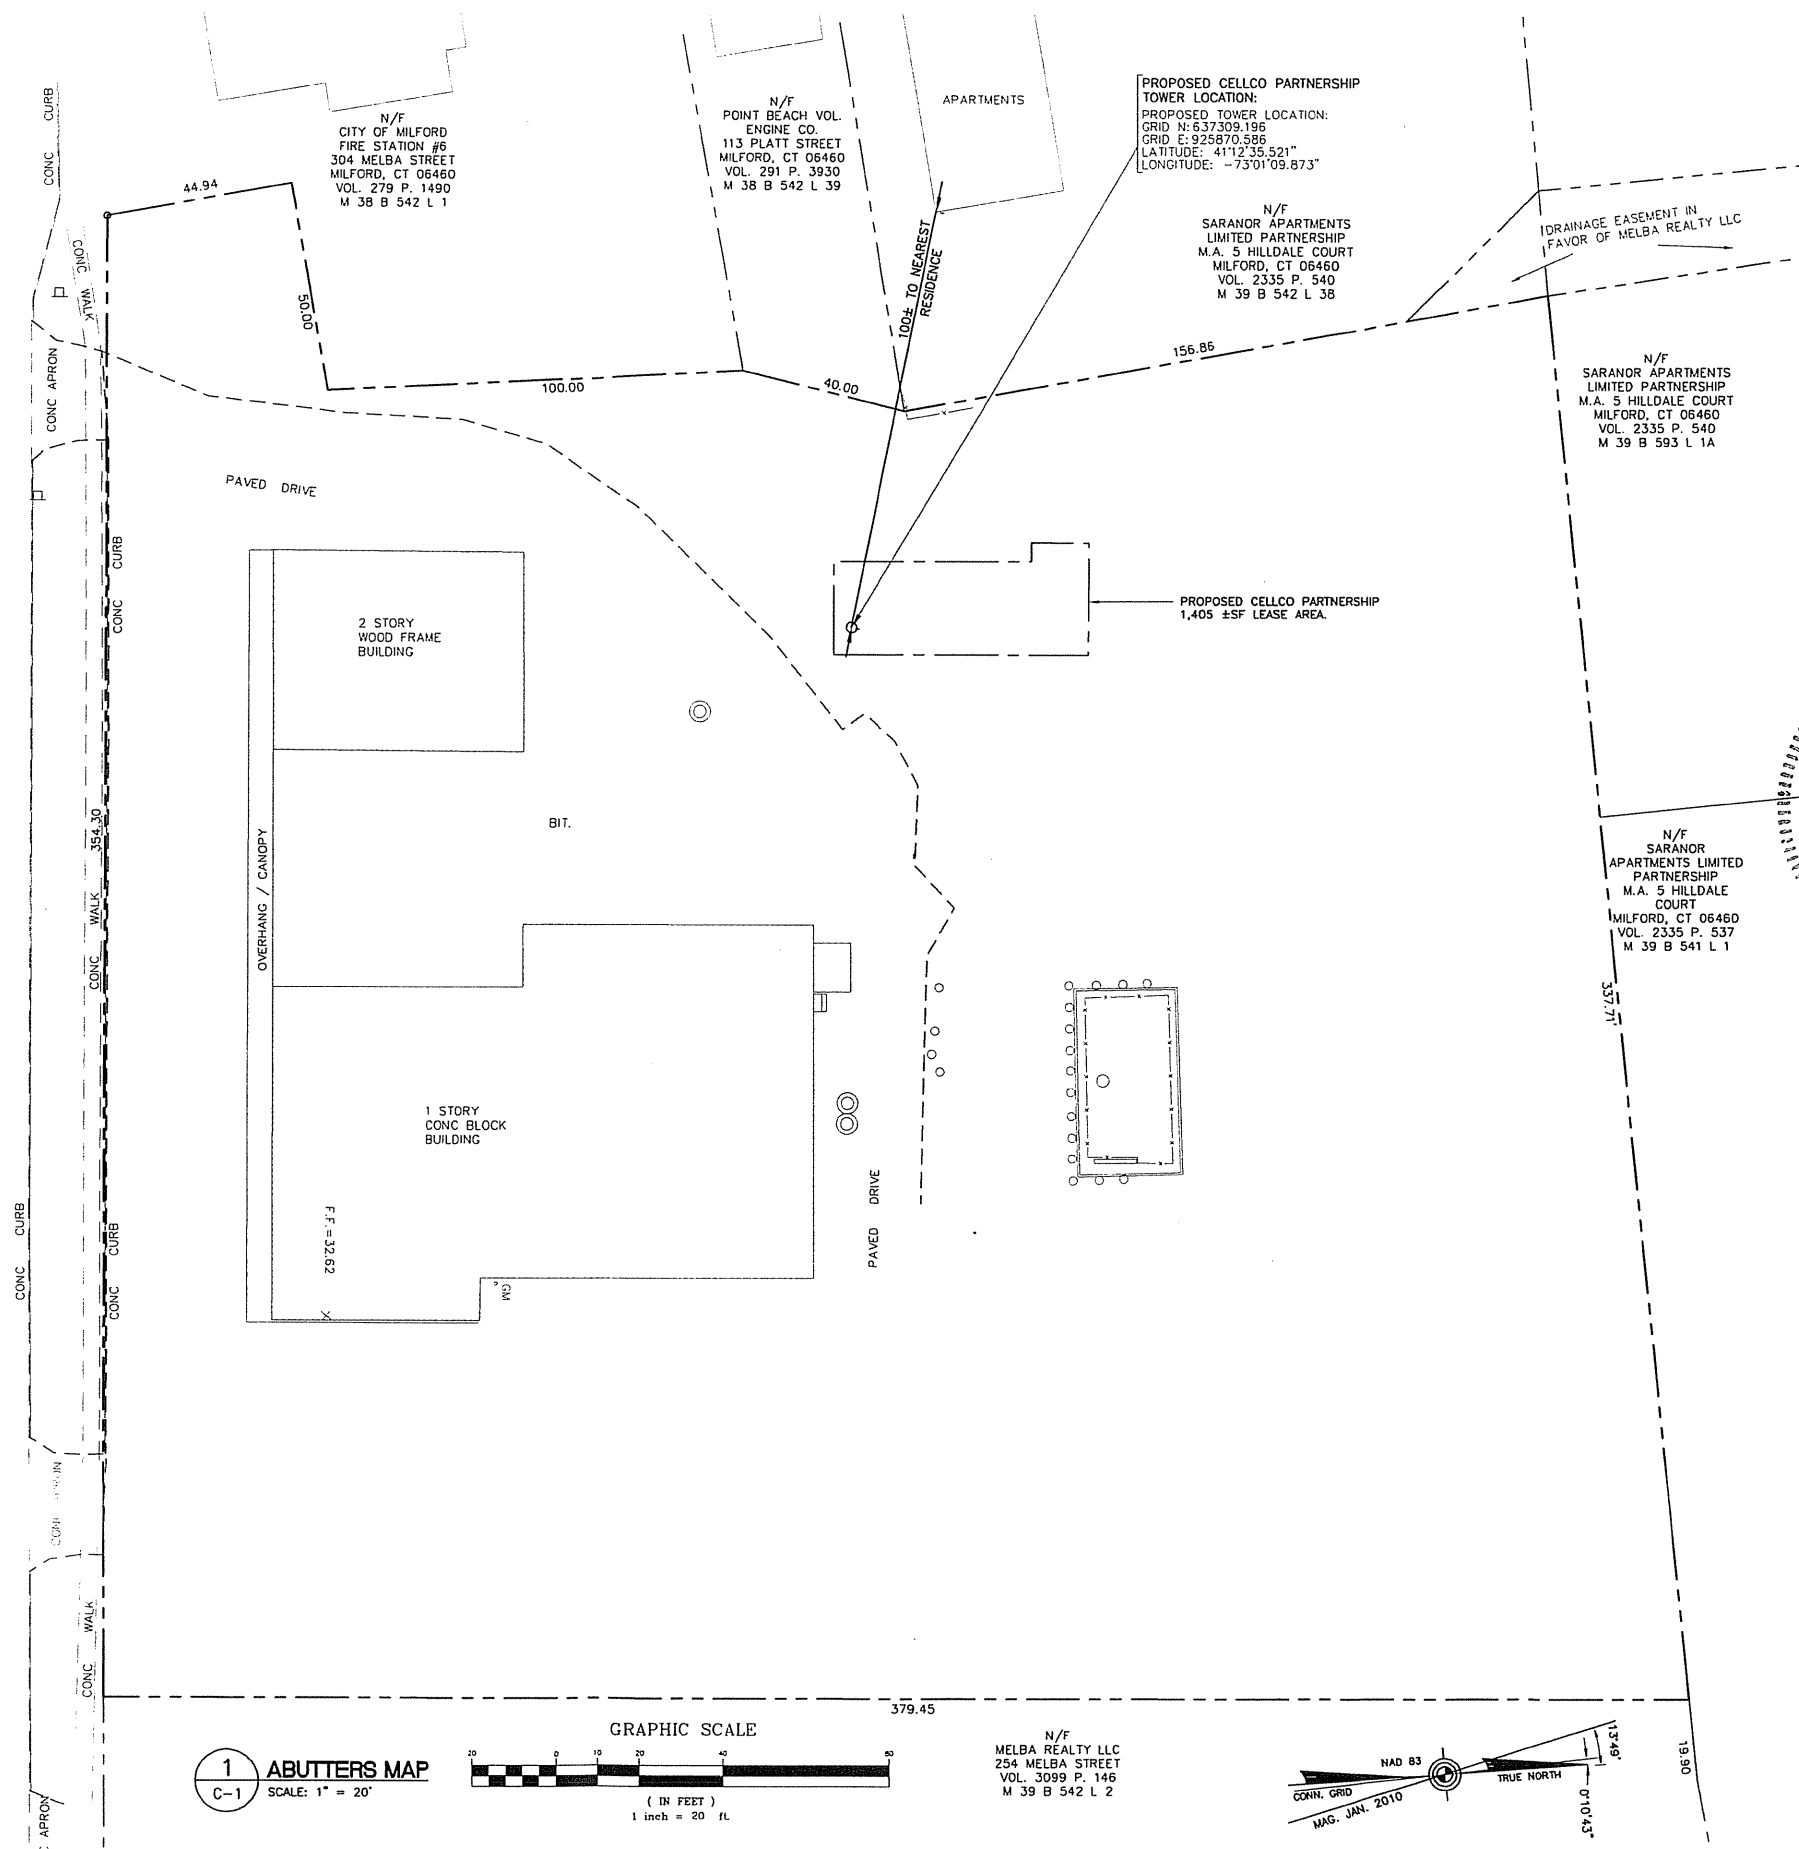 CONC CURB
N/F
CITY OF MILFORD
FIRE STATION #6
304 MELBA STREET
MILFORD, CT 06460
VOL. 279 P. 1490
M 38 B 542 L 1
N/F
POINT BEACH VOL.
ENGINE CO.
113 PLATT STREET
MILFORD, CT 06460
VOL. 291 P. 3930
M 38 B 542 L 39
APARTMENTS
PROPOSED CELLCO PARTNERSHIP
TOWER LOCATION:
PROPOSED TOWER LOCATION:
GRID N: 637309.196
GRID E: 925870.586
LATITUDE: 41°12'35.521"
LONGITUDE: -73°01'09.873"
N/F
SARANOR APARTMENTS
LIMITED PARTNERSHIP
M.A. 5 HILLDALE COURT
MILFORD, CT 06460
VOL. 2335 P. 540
M 39 B 542 L 38
DRAINAGE EASEMENT IN
FAVOR OF MELBA REALTY LLC
44.94
50.00
100.00
40.00
156.86
100± TO NEAREST
RESIDENCE
CONC WALK
CONC APRON
N/F
SARANOR APARTMENTS
LIMITED PARTNERSHIP
M.A. 5 HILLDALE COURT
MILFORD, CT 06460
VOL. 2335 P. 540
M 39 B 593 L 1A
PAVED DRIVE
CONC CURB
2 STORY
WOOD FRAME
BUILDING
PROPOSED CELLCO PARTNERSHIP
1,405 ±SF LEASE AREA.
354.30
BIT.
OVERHANG / CANOPY
CONC WALK
N/F
SARANOR
APARTMENTS LIMITED
PARTNERSHIP
M.A. 5 HILLDALE
COURT
MILFORD, CT 06460
VOL. 2335 P. 537
M 39 B 541 L 1
337.71'
1 STORY
CONC BLOCK
BUILDING
F.F.=32.62
GM
PAVED DRIVE
CONC CURB
CONC CURB
CONC WALK
C APRON
379.45
19.90
1
C-1
ABUTTERS MAP
SCALE: 1" = 20'
GRAPHIC SCALE
20 0 10 20 40 80
( IN FEET )
1 inch = 20 ft.
N/F
MELBA REALTY LLC
254 MELBA STREET
VOL. 3099 P. 146
M 39 B 542 L 2
NAD 83
CONN. GRID
MAG. JAN. 2010
TRUE NORTH
13°49"
0°10'43"